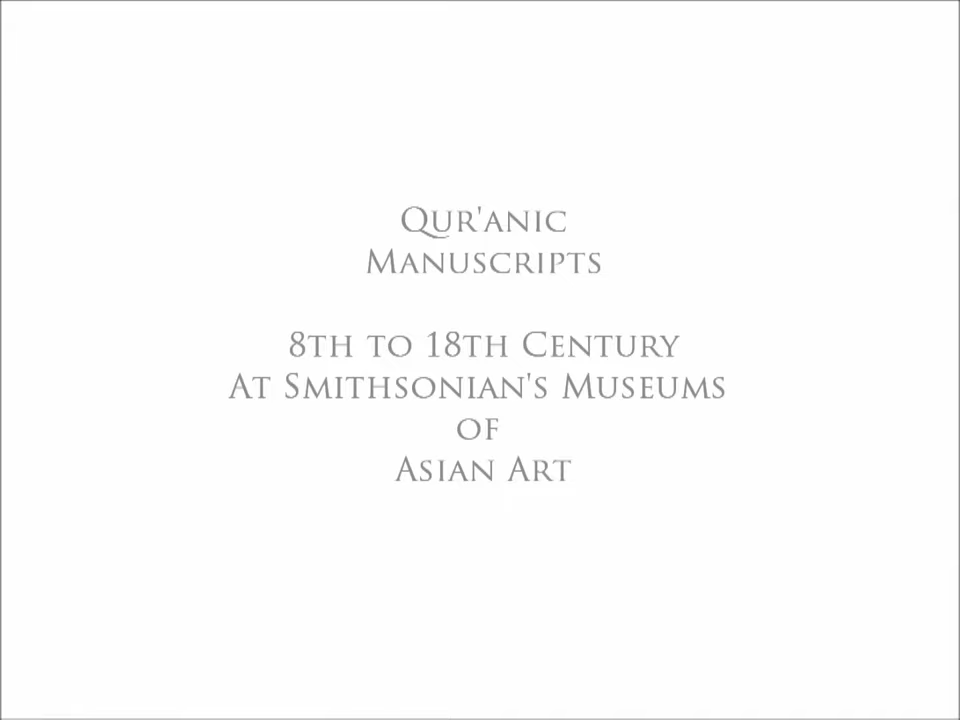 Qur'anic
Manuscripts
8th to 18th Century
At Smithsonian's Museums
of
Asian Art